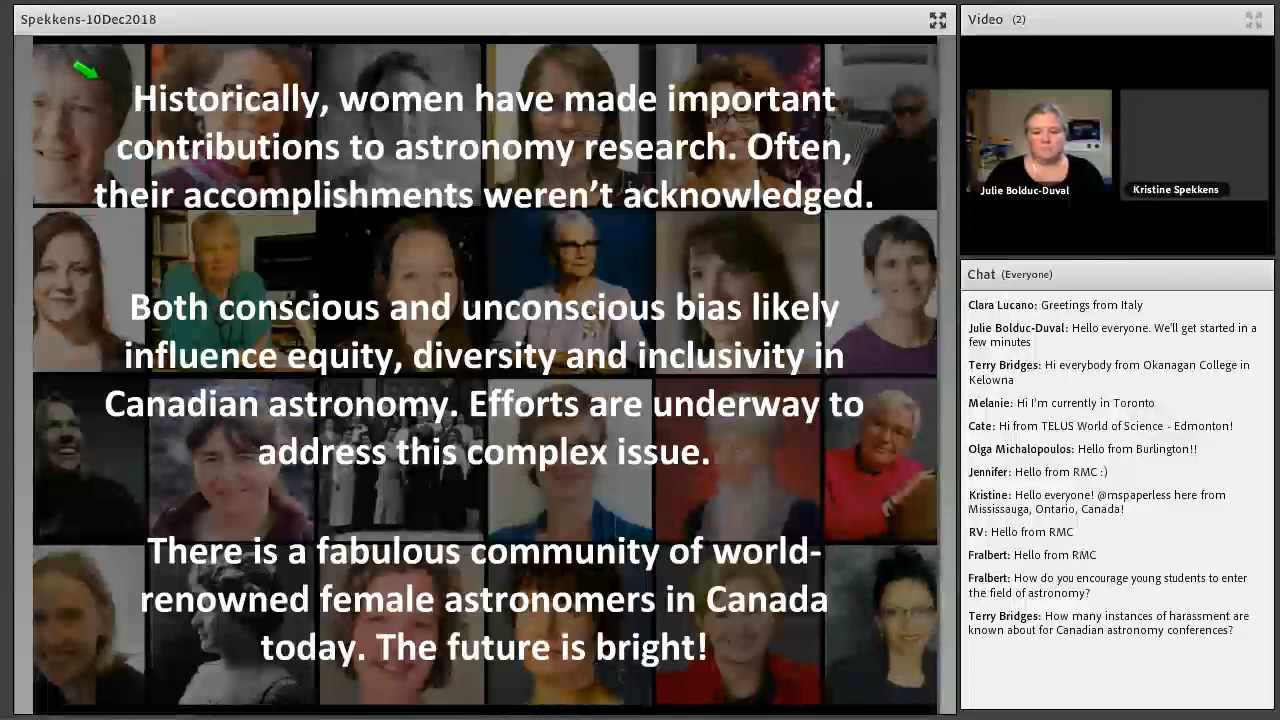 Spekkens-10Dec2018
Historically, women have made important
contributions to astronomy research. Often,
their accomplishments weren’t acknowledged.
Both conscious and unconscious bias likely
influence equity, diversity and inclusivity in
Canadian astronomy. Efforts are underway to
address this complex issue.
There is a fabulous community of world-
renowned female astronomers in Canada
today. The future is bright!
Video (2)
Julie Bolduc-Duval
Kristine Spekkens
Chat (Everyone)
Clara Lucano: Greetings from Italy
Julie Bolduc-Duval: Hello everyone. We'll get started in a
few minutes
Terry Bridges: Hi everybody from Okanagan College in
Kelowna
Melanie: Hi I'm currently in Toronto
Cate: Hi from TELUS World of Science - Edmonton!
Olga Michalopoulos: Hello from Burlington!!
Jennifer: Hello from RMC :)
Kristine: Hello everyone! @mspaperless here from
Mississauga, Ontario, Canada!
RV: Hello from RMC
Fralbert: Hello from RMC
Fralbert: How do you encourage young students to enter
the field of astronomy?
Terry Bridges: How many instances of harassment are
known about for Canadian astronomy conferences?